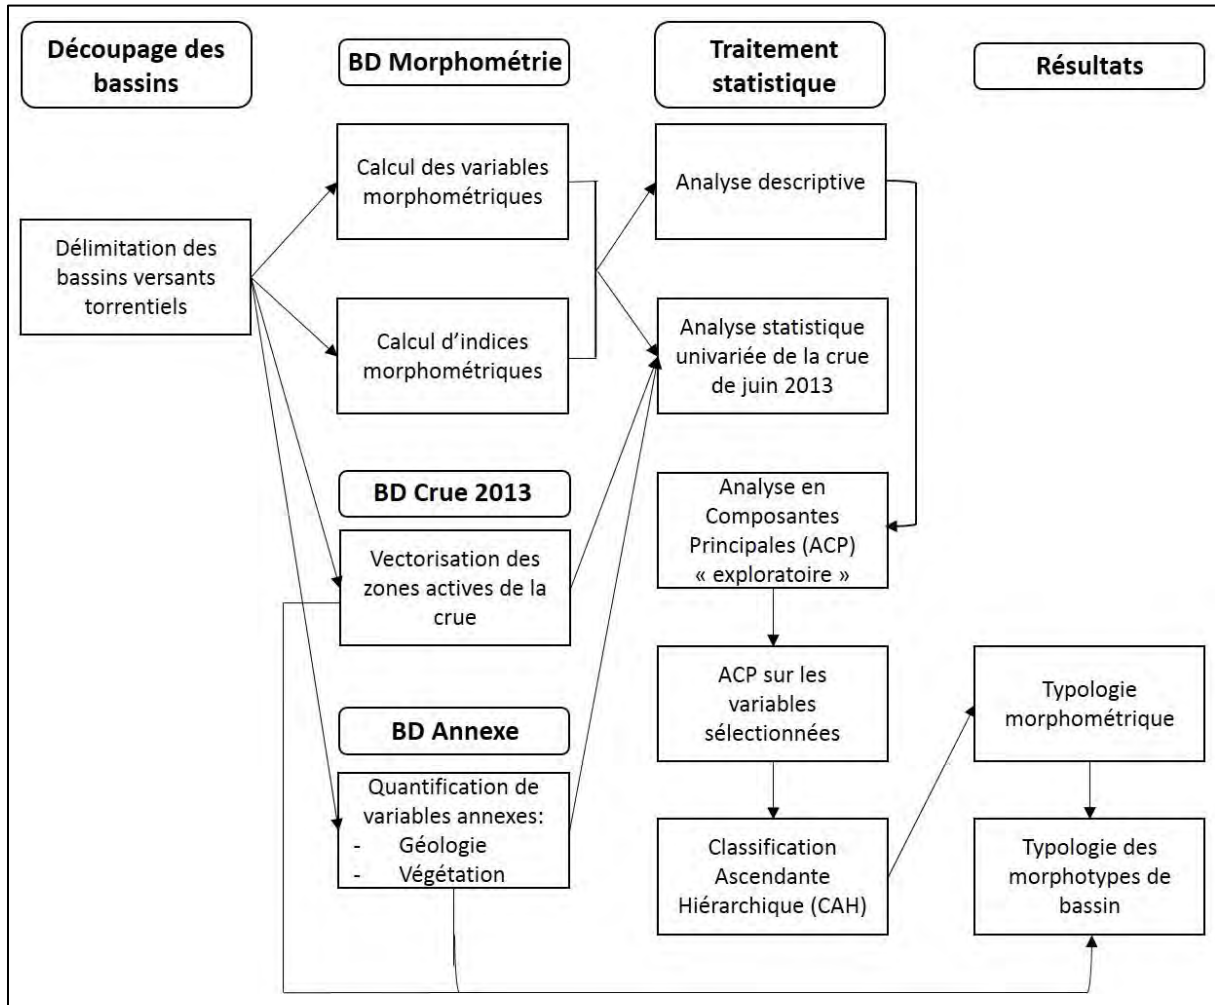 Découpage des
bassins
BD Morphométrie
Traitement
statistique
Résultats
Délimitation des
bassins versants
torrentiels
Calcul des variables
morphométriques
Calcul d'indices
morphométriques
BD Crue 2013
Vectorisation des
zones actives de la
crue
BD Annexe
Quantification de
variables annexes:
- Géologie
- Végétation
Analyse descriptive
Analyse statistique
univariée de la crue
de juin 2013
Analyse en
Composantes
Principales (ACP)
« exploratoire »
ACP sur les
variables
sélectionnées
Classification
Ascendante
Hiérarchique (CAH)
Typologie
morphométrique
Typologie des
morphotypes de
bassin